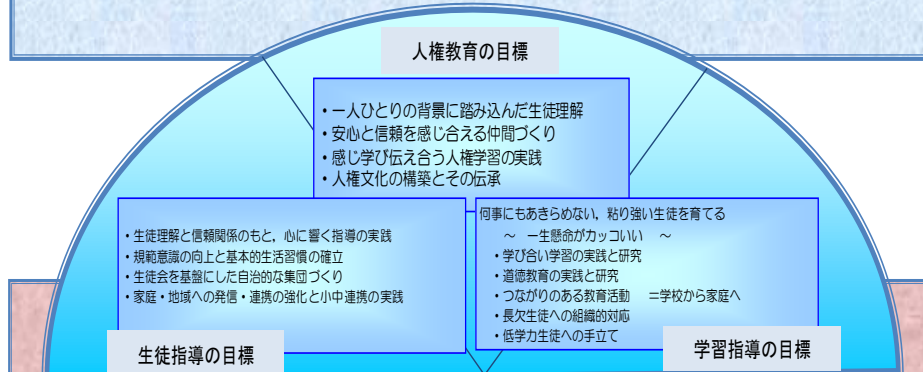 人権教育の目標
・一人ひとりの背景に踏み込んだ生徒理解
・安心と信頼を感じ合える仲間づくり
・感じ学び伝え合う人権学習の実践
・人権文化の構築とその伝承
・生徒理解と信頼関係のもと，心に響く指導の実践
・規範意識の向上と基本的生活習慣の確立
・生徒会を基盤にした自治的な集団づくり
・家庭・地域への発信・連携の強化と小中連携の実践
生徒指導の目標
何事にもあきらめない，粘り強い生徒を育てる
～　一生懸命がカッコいい　～
・学び合い学習の実践と研究
・道徳教育の実践と研究
・つながりのある教育活動　＝学校から家庭へ
・長欠生徒への組織的対応
・低学力生徒への手立て
学習指導の目標